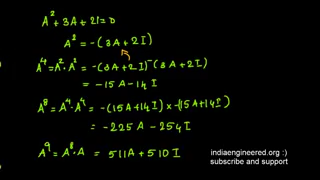 A² + 3A + 2I = 0
A² = -(3A + 2I)
A⁴ = A² · A² = -(3A + 2I) -(3A + 2I)
= -15A - 14I
A⁸ = A⁴ · A⁴ = -(15A + 14I) × -(15A + 14I)
= -225A - 254I
A⁹ = A⁸ · A = 511A + 510I
indiaengineered.org :)
subscribe and support